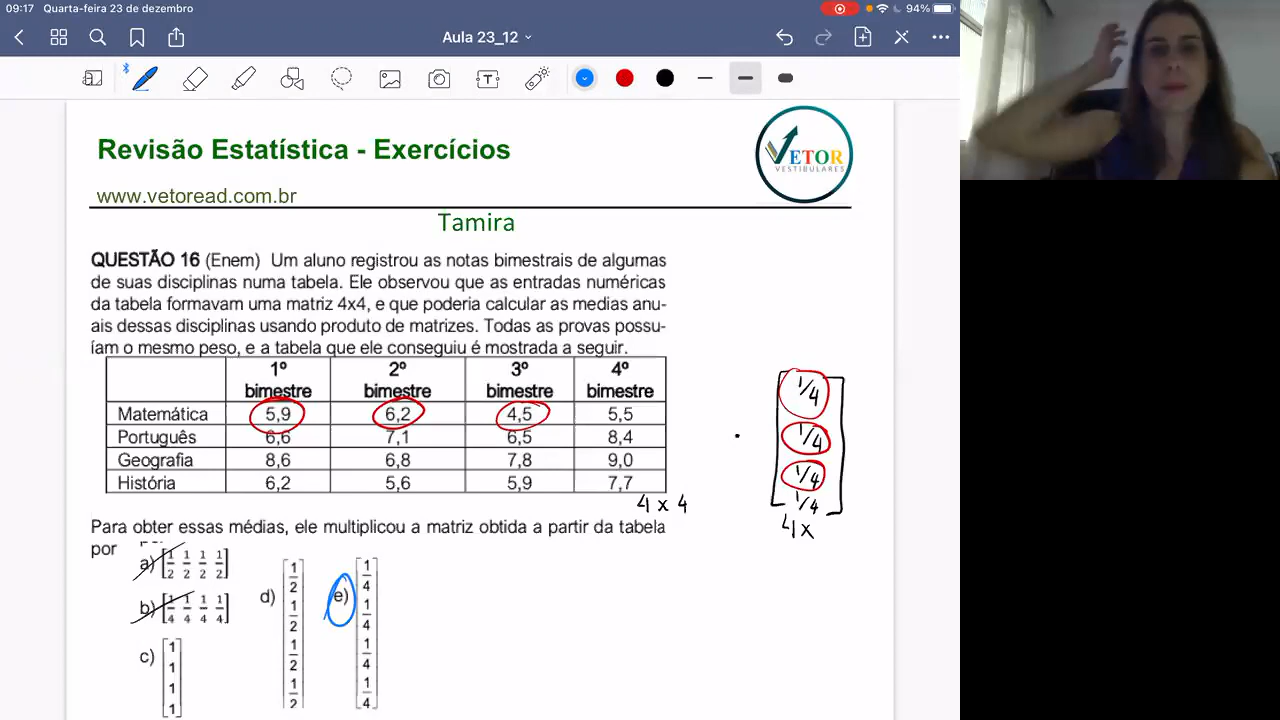 09:17 Quarta-feira 23 de dezembro
94%
Aula 23_12
T
Revisão Estatística - Exercícios
VETOR
VESTIBULARES
www.vetoread.com.br
Tamira
QUESTÃO 16 (Enem) Um aluno registrou as notas bimestrais de algumas
de suas disciplinas numa tabela. Ele observou que as entradas numéricas
da tabela formavam uma matriz 4x4, e que poderia calcular as medias anu-
ais dessas disciplinas usando produto de matrizes. Todas as provas possu-
íam o mesmo peso, e a tabela que ele conseguiu é mostrada a seguir.
1º bimestre 2º bimestre 3º bimestre 4º bimestre
Matemática 5,9 6,2 4,5 5,5
Português 6,6 7,1 6,5 8,4
Geografia 8,6 6,8 7,8 9,0
História 6,2 5,6 5,9 7,7
4 x 4
. [1/4
1/4
1/4
1/4]
4x
Para obter essas médias, ele multiplicou a matriz obtida a partir da tabela
por
a) [1/2 1/2 1/2 1/2]
b) [1/4 1/4 1/4 1/4]
c) [1 1 1 1]
d) [1/2 1/2 1/2 1/2]
e) [1/4 1/4 1/4 1/4]